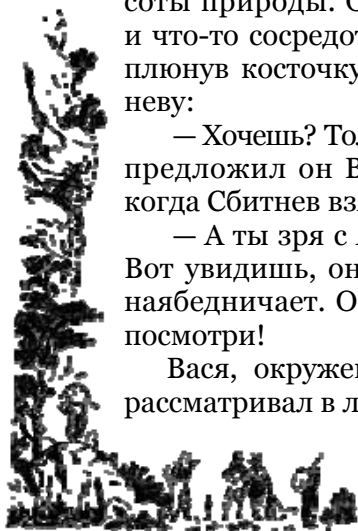 соты природы. С
и что-то сосредот
плюнув косточку
неву:
— Хочешь? Тол
предложил он В
когда Сбитнев вз
— А ты зря с
Вот увидишь, он
наябедничает. О
посмотри!
Вася, окружен
рассматривал в л